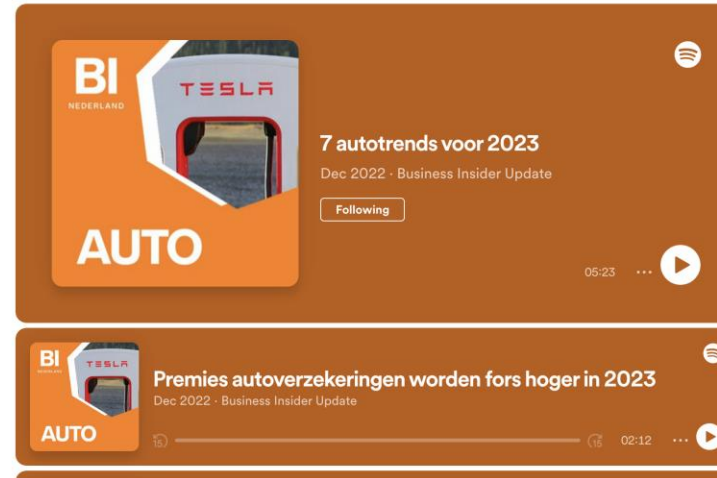 BI
NEDERLAND
TESLA
AUTO
7 autotrends voor 2023
Dec 2022 · Business Insider Update
Following
05:23
BI
TESLA
AUTO
Premies autoverzekeringen worden fors hoger in 2023
Dec 2022 · Business Insider Update
15
15
02:12